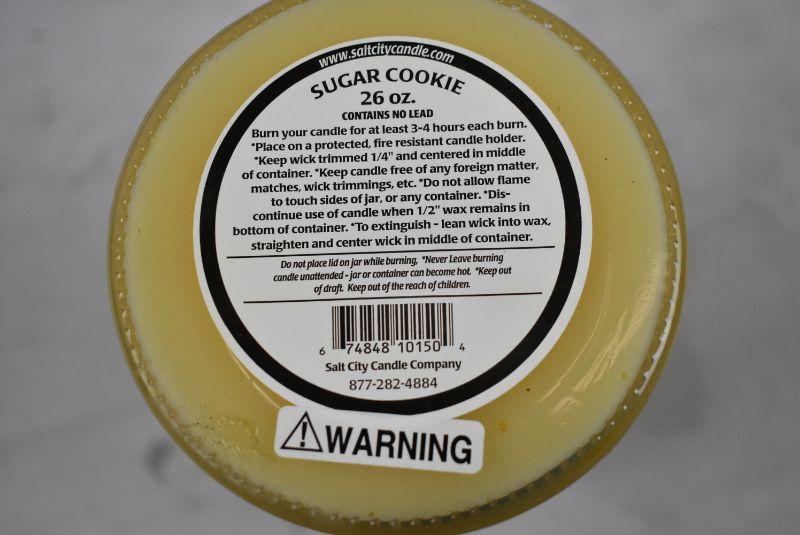 www.saltcitycandle.com
SUGAR COOKIE
26 oz.
CONTAINS NO LEAD
Burn your candle for at least 3-4 hours each burn.
*Place on a protected, fire resistant candle holder.
*Keep wick trimmed 1/4" and centered in middle
of container. *Keep candle free of any foreign matter,
matches, wick trimmings, etc. *Do not allow flame
to touch sides of jar, or any container. *Dis-
continue use of candle when 1/2" wax remains in
bottom of container. *To extinguish - lean wick into wax,
straighten and center wick in middle of container.
Do not place lid on jar while burning, *Never Leave burning
candle unattended - jar or container can become hot. *Keep out
of draft. Keep out of the reach of children.
6 74848 10150 4
Salt City Candle Company
877-282-4884
WARNING